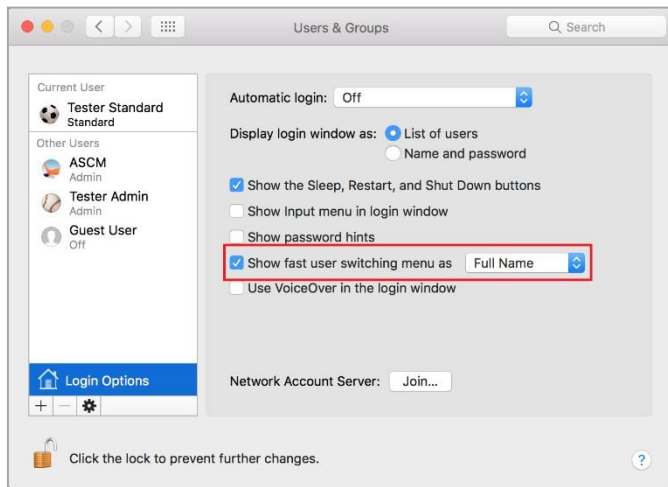 Users & Groups
Search
Current User
Tester Standard
Standard
Other Users
ASCM
Admin
Tester Admin
Admin
Guest User
Off
Login Options
Automatic login: Off
Display login window as: List of users
Name and password
Show the Sleep, Restart, and Shut Down buttons
Show Input menu in login window
Show password hints
Show fast user switching menu as Full Name
Use VoiceOver in the login window
Network Account Server: Join...
Click the lock to prevent further changes.
?